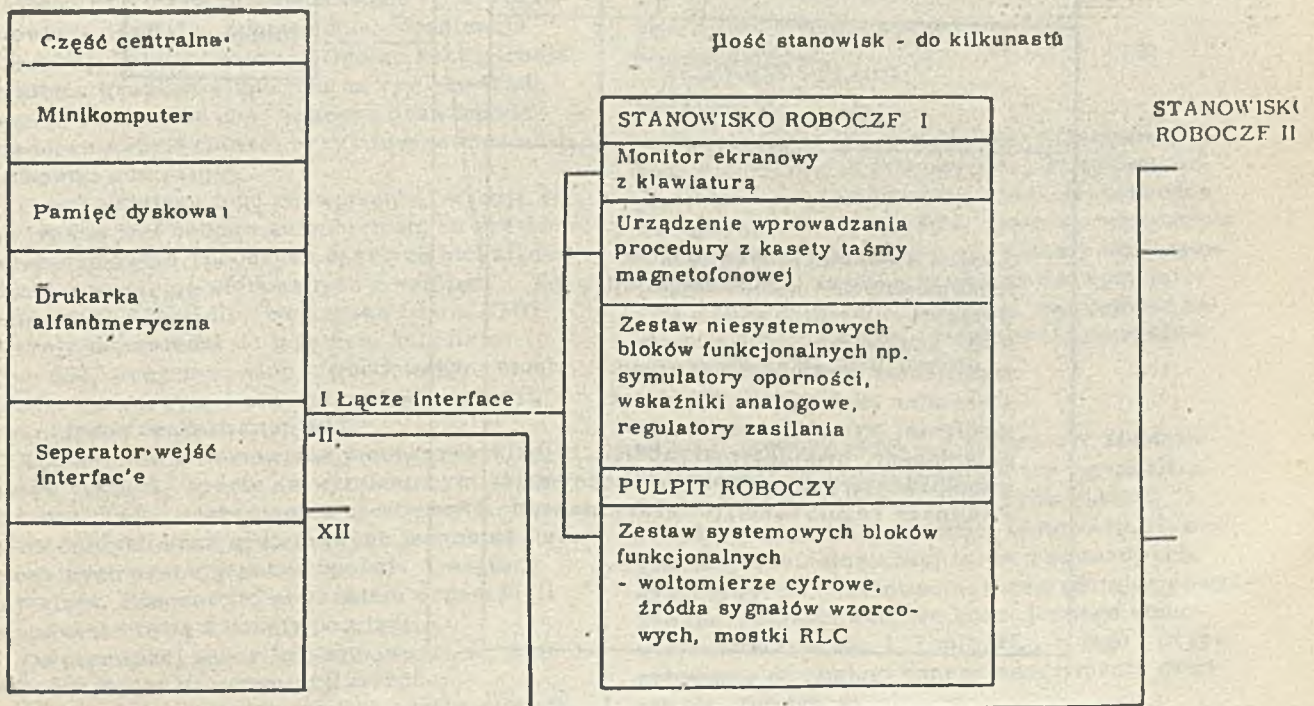 Część centralna
Minikomputer
Pamięć dyskowa
Drukarka
alfanumeryczna
Seperator wejść
interfac'e
I Łącze interface
II
XII
Ilość stanowisk - do kilkunastu
STANOWISKO ROBOCZE I
Monitor ekranowy
z klawiaturą
Urządzenie wprowadzania
procedury z kasety taśmy
magnetofonowej
Zestaw niesystemowych
bloków funkcjonalnych np.
symulatory oporności,
wskaźniki analogowe,
regulatory zasilania
PULPIT ROBOCZY
Zestaw systemowych bloków
funkcjonalnych
- woltomierze cyfrowe,
źródła sygnałów wzorco-
wych, mostki RLC
STANOWISK
ROBOCZE II